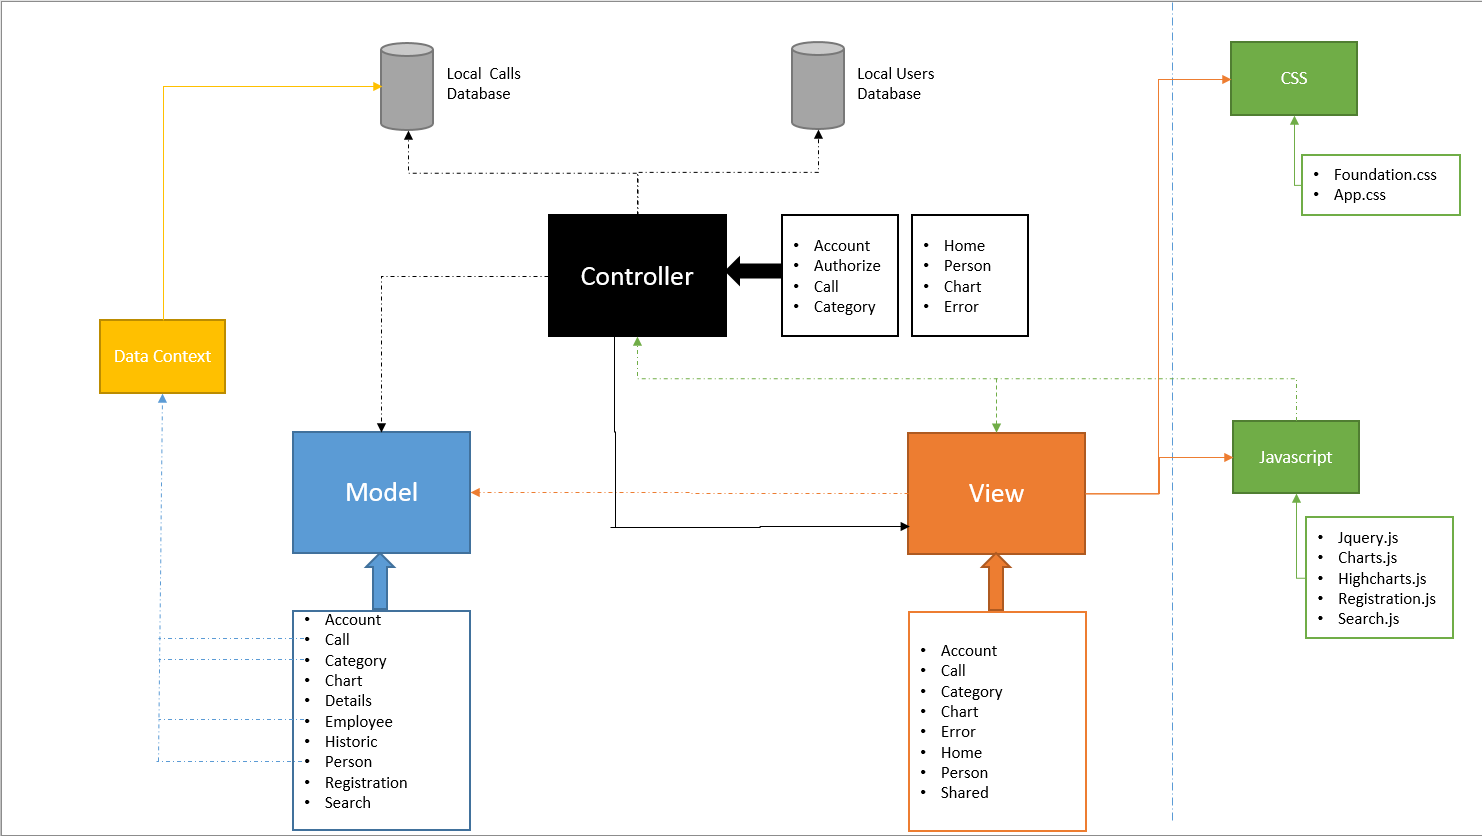 Local Calls
Database
Local Users
Database
CSS
• Foundation.css
• App.css
Controller
• Account
• Authorize
• Call
• Category
• Home
• Person
• Chart
• Error
Data Context
Model
View
Javascript
• Jquery.js
• Charts.js
• Highcharts.js
• Registration.js
• Search.js
• Account
• Call
• Category
• Chart
• Details
• Employee
• Historic
• Person
• Registration
• Search
• Account
• Call
• Category
• Chart
• Error
• Home
• Person
• Shared